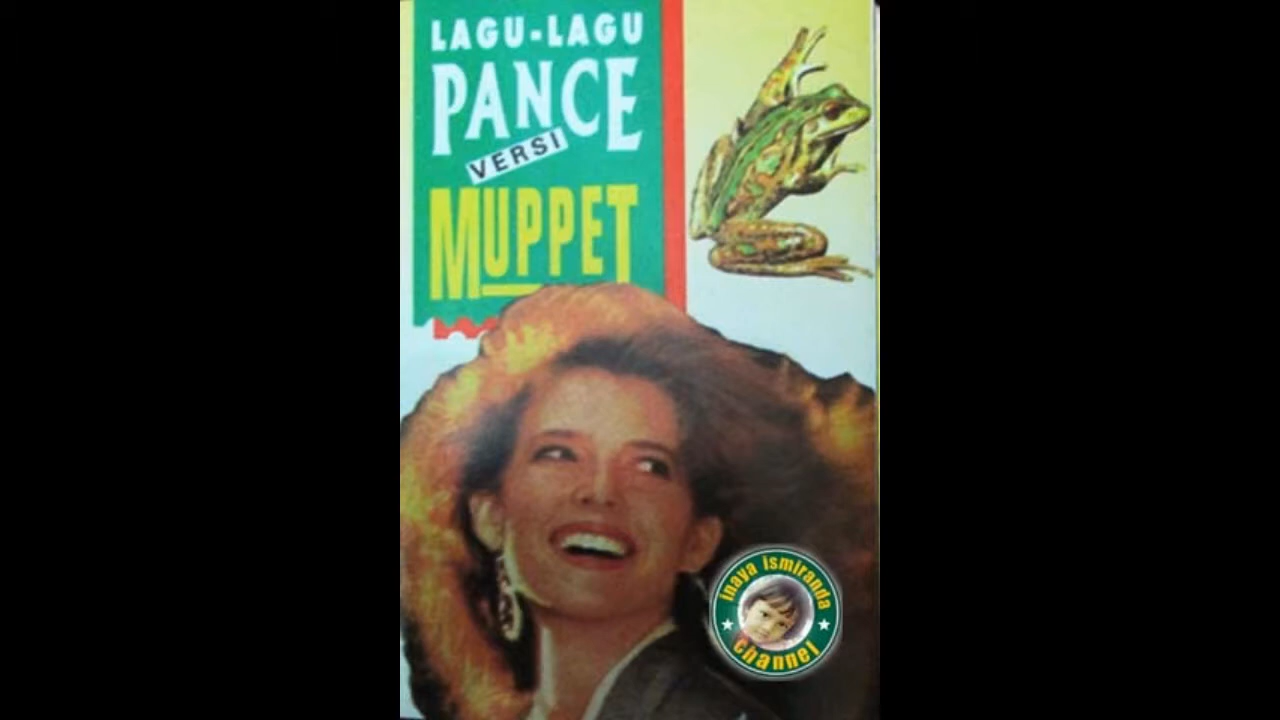 LAGU-LAGU
PANCE
VERSI
MUPPET
inaya ismiranda
channel